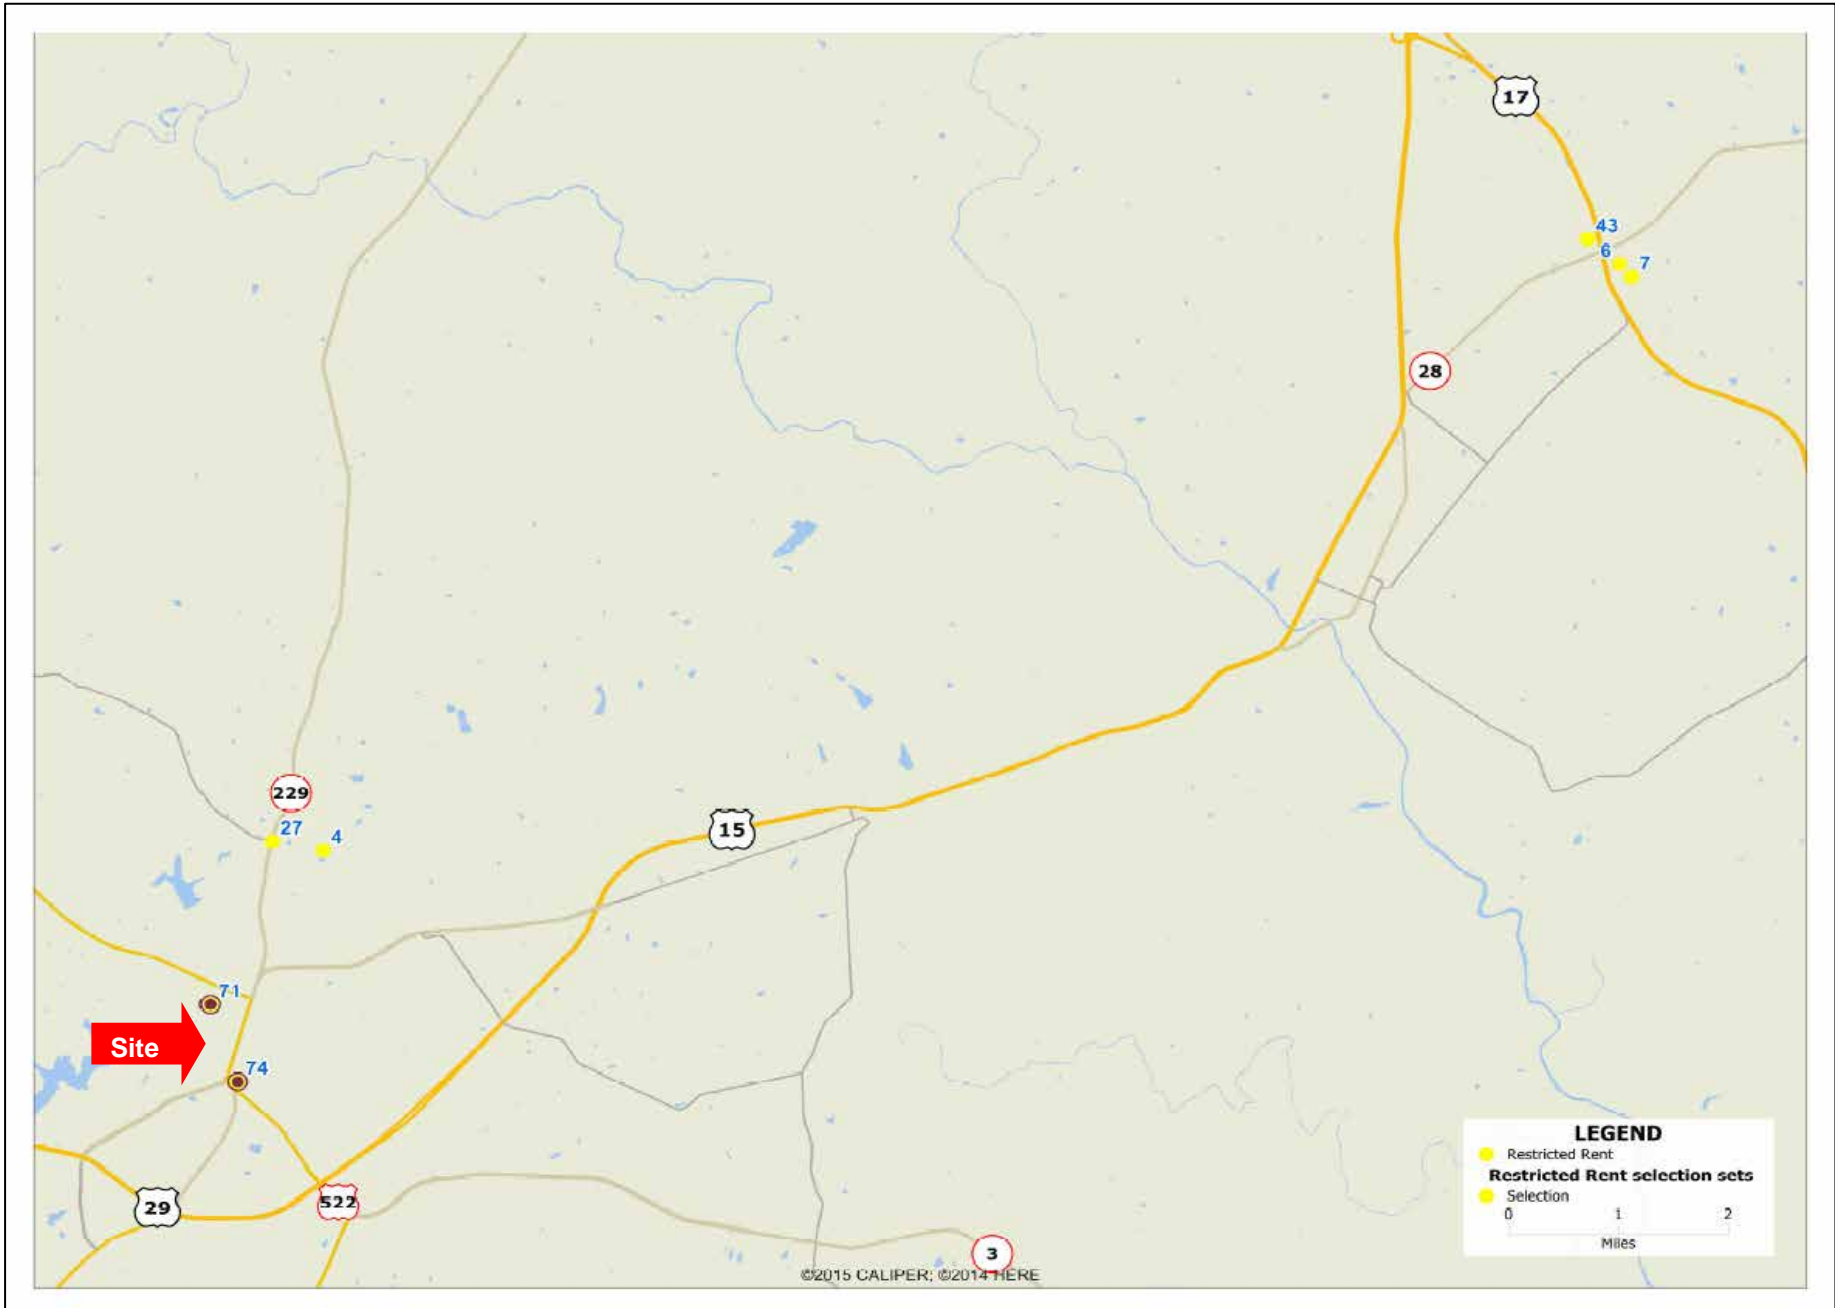 17
43
6
7
28
229
27
4
15
71
Site
74
29
522
3
LEGEND
Restricted Rent
Restricted Rent selection sets
Selection
0 1 2
Miles
©2015 CALIPER; ©2014 HERE